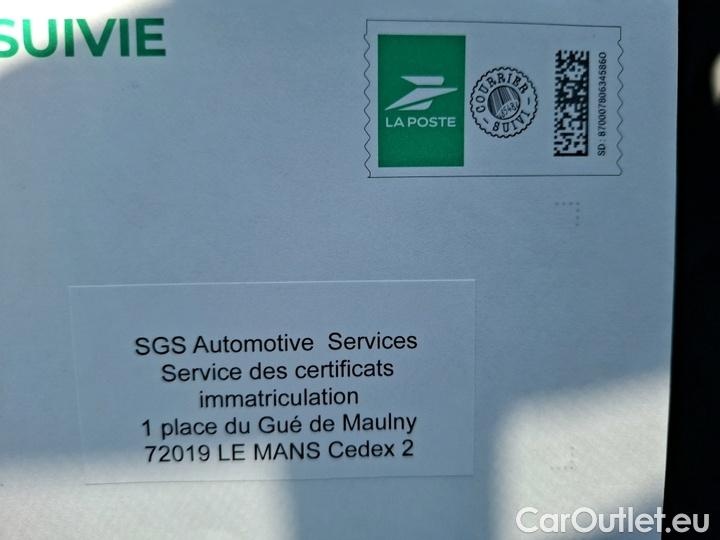 SUIVIE
LA POSTE
COURRIER
SUIVI
SD : 87000780634586O
SGS Automotive Services
Service des certificats
immatriculation
1 place du Gué de Maulny
72019 LE MANS Cedex 2
CarOutlet.eu